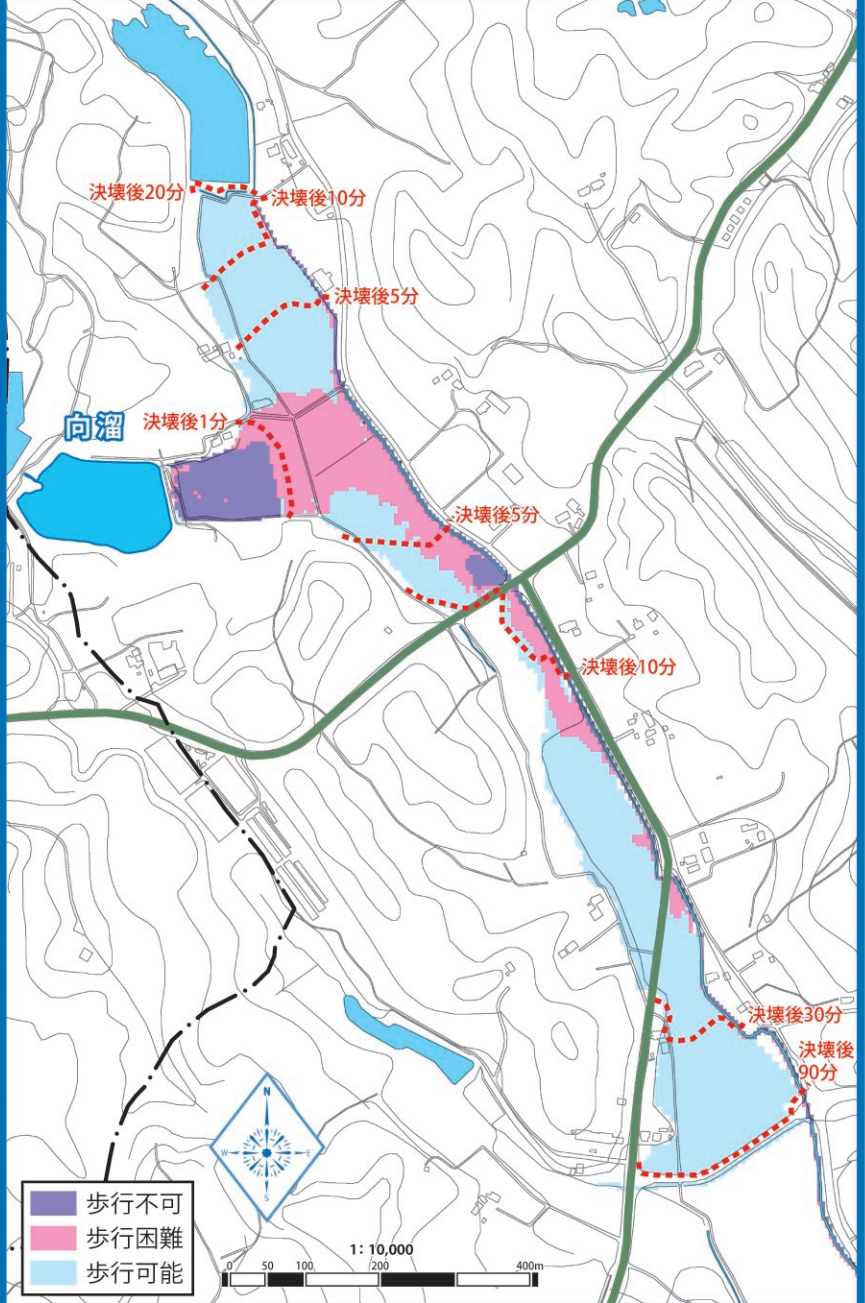 決壊後20分
決壊後10分
決壊後5分
向溜
決壊後1分
決壊後5分
決壊後10分
決壊後30分
決壊後
90分
N
W
E
S
歩行不可
歩行困難
歩行可能
1:10,000
0 50 100 200 400m